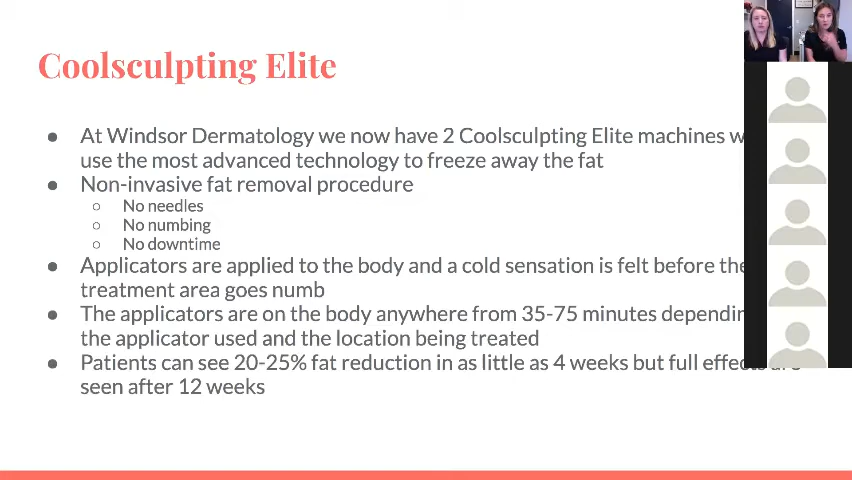 Coolsculpting Elite
● At Windsor Dermatology we now have 2 Coolsculpting Elite machines
use the most advanced technology to freeze away the fat
● Non-invasive fat removal procedure
○ No needles
○ No numbing
○ No downtime
● Applicators are applied to the body and a cold sensation is felt before the
treatment area goes numb
● The applicators are on the body anywhere from 35-75 minutes
the applicator used and the location being treated
● Patients can see 20-25% fat reduction in as little as 4 weeks but full effects are
seen after 12 weeks